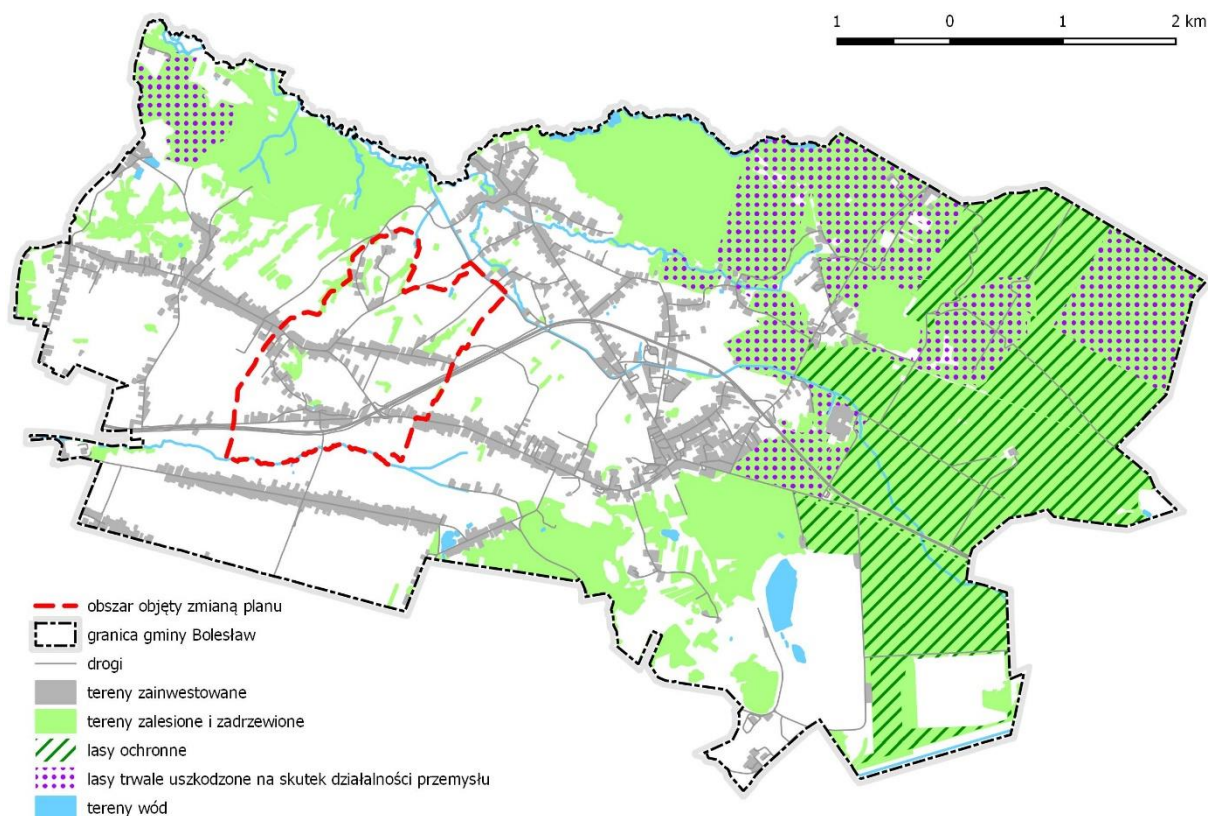 1 0 1 2 km
obszar objęty zmianą planu
granica gminy Bolesław
drogi
tereny zainwestowane
tereny zalesione i zadrzewione
lasy ochronne
lasy trwale uszkodzone na skutek działalności przemysłu
tereny wód